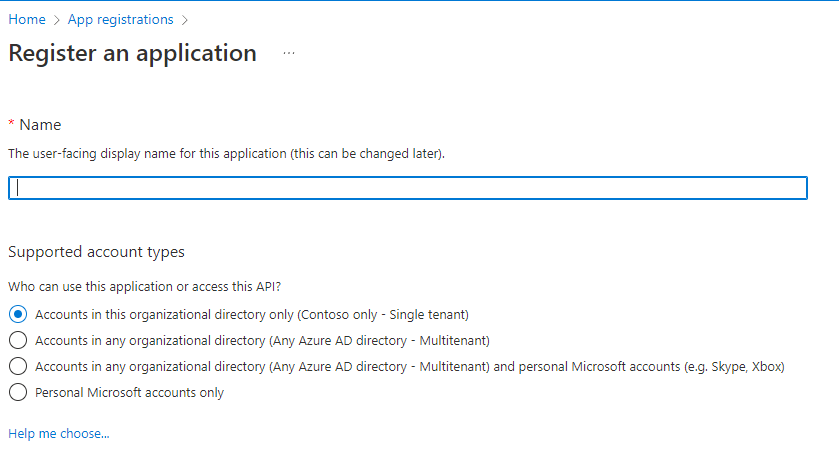 Home > App registrations >
Register an application ...
* Name
The user-facing display name for this application (this can be changed later).
Supported account types
Who can use this application or access this API?
Accounts in this organizational directory only (Contoso only - Single tenant)
Accounts in any organizational directory (Any Azure AD directory - Multitenant)
Accounts in any organizational directory (Any Azure AD directory - Multitenant) and personal Microsoft accounts (e.g. Skype, Xbox)
Personal Microsoft accounts only
Help me choose...